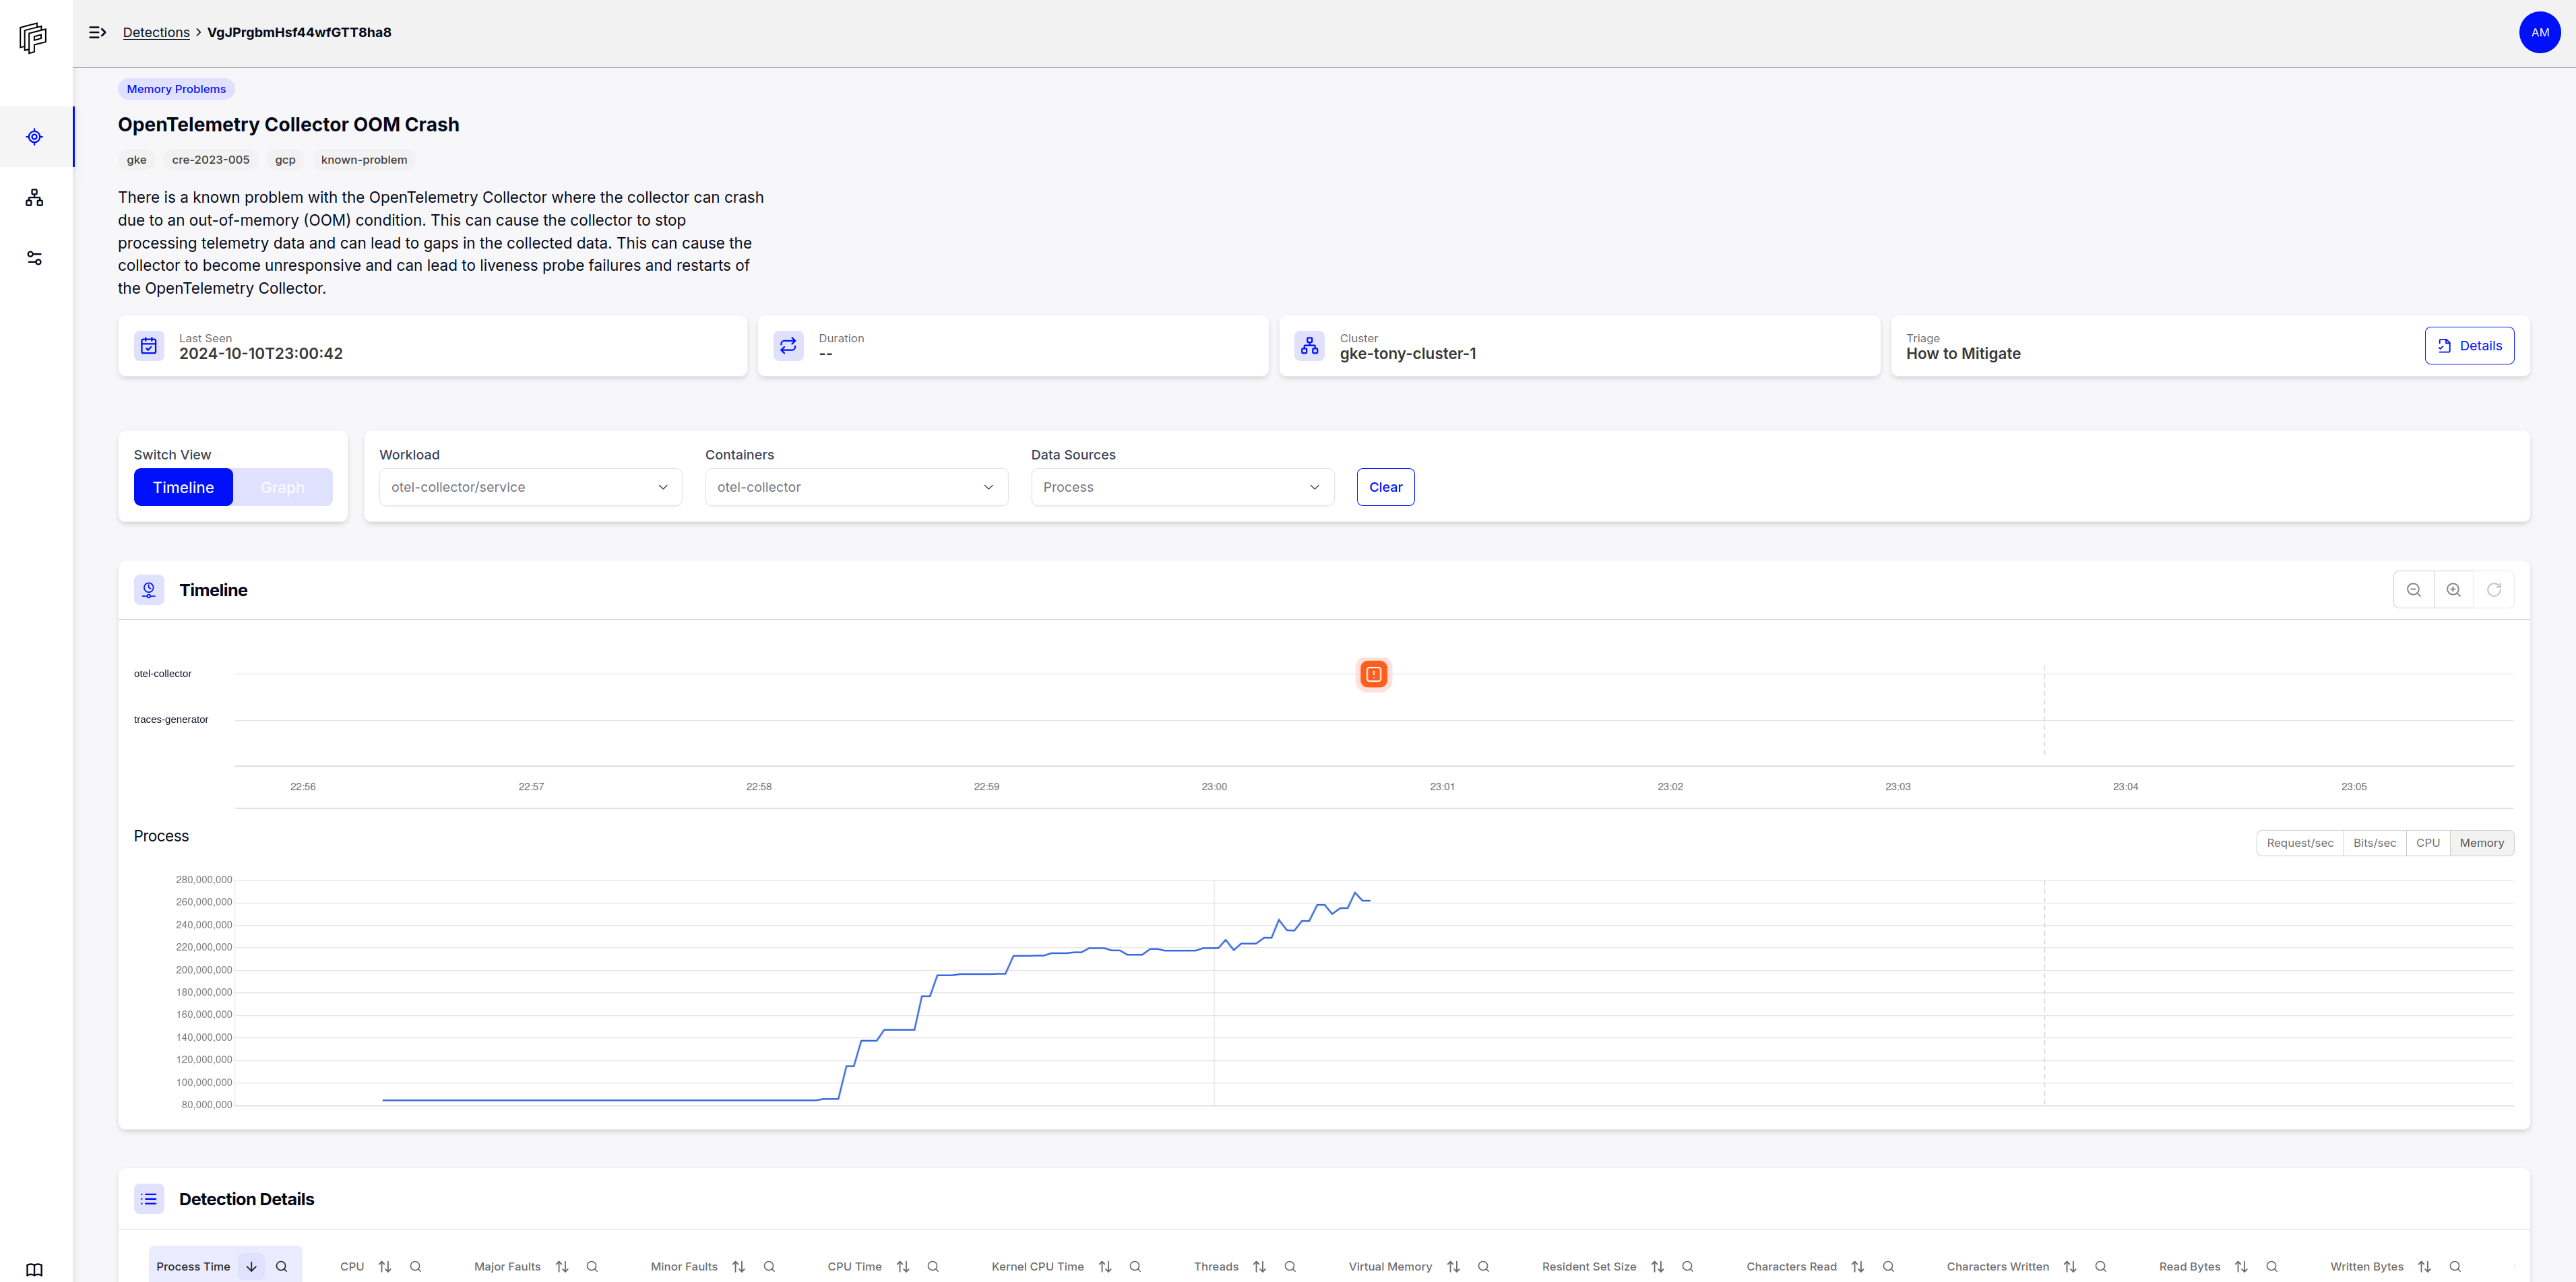 Detections > VgJPrgbmHsf44wfGTT8ha8
AM
Memory Problems
OpenTelemetry Collector OOM Crash
gke cre-2023-005 gcp known-problem
There is a known problem with the OpenTelemetry Collector where the collector can crash
due to an out-of-memory (OOM) condition. This can cause the collector to stop
processing telemetry data and can lead to gaps in the collected data. This can cause the
collector to become unresponsive and can lead to liveness probe failures and restarts of
the OpenTelemetry Collector.
Last Seen
2024-10-10T23:00:42
Duration
--
Cluster
gke-tony-cluster-1
Triage
How to Mitigate
Details
Switch View
Timeline Graph
Workload
otel-collector/service
Containers
otel-collector
Data Sources
Process
Clear
Timeline
otel-collector
traces-generator
22:56 22:57 22:58 22:59 23:00 23:01 23:02 23:03 23:04 23:05
Process
Request/sec Bits/sec CPU Memory
280,000,000
260,000,000
240,000,000
220,000,000
200,000,000
180,000,000
160,000,000
140,000,000
120,000,000
100,000,000
80,000,000
Detection Details
Process Time CPU Major Faults Minor Faults CPU Time Kernel CPU Time Threads Virtual Memory Resident Set Size Characters Read Characters Written Read Bytes Written Bytes